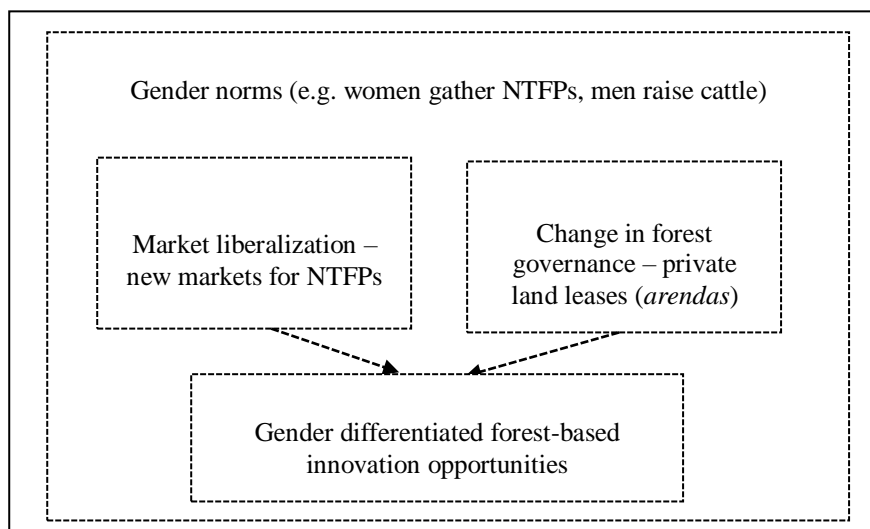 Gender norms (e.g. women gather NTFPs, men raise cattle)
Market liberalization –
new markets for NTFPs
Change in forest
governance – private
land leases (arendas)
Gender differentiated forest-based
innovation opportunities